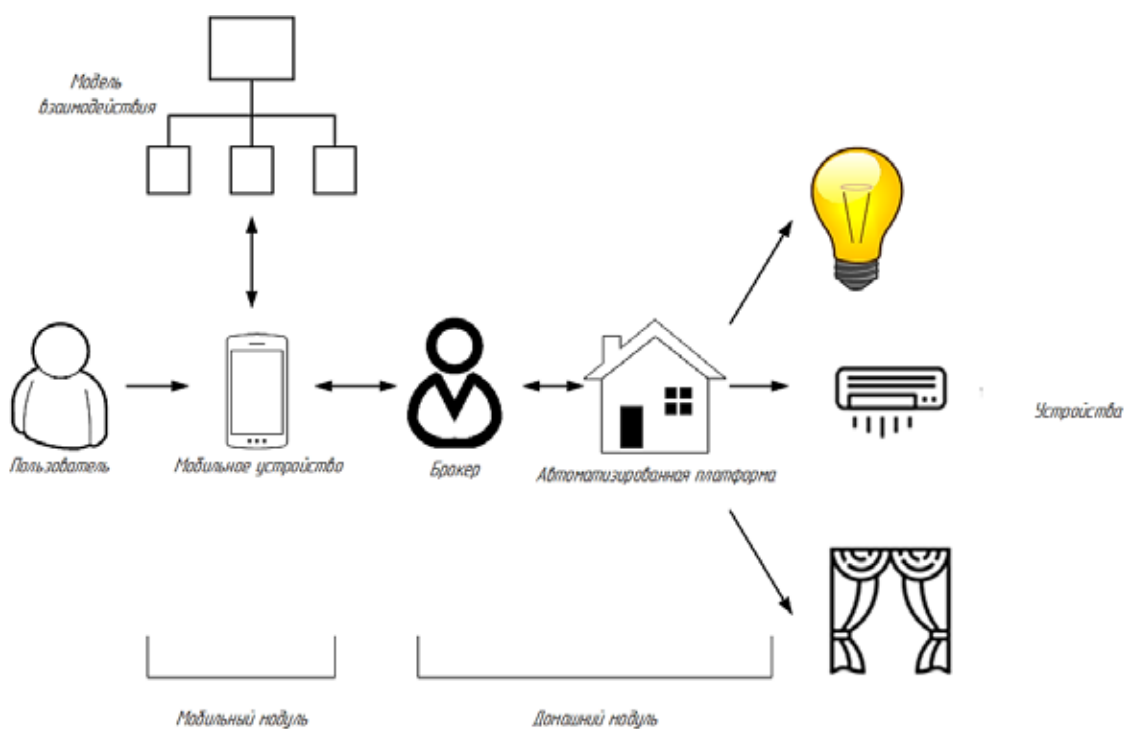 Модель
взаимодействия
Пользователь
Мобильное устройство
Брокер
Автоматизированная платформа
Устройства
Мобильный модуль
Домашний модуль